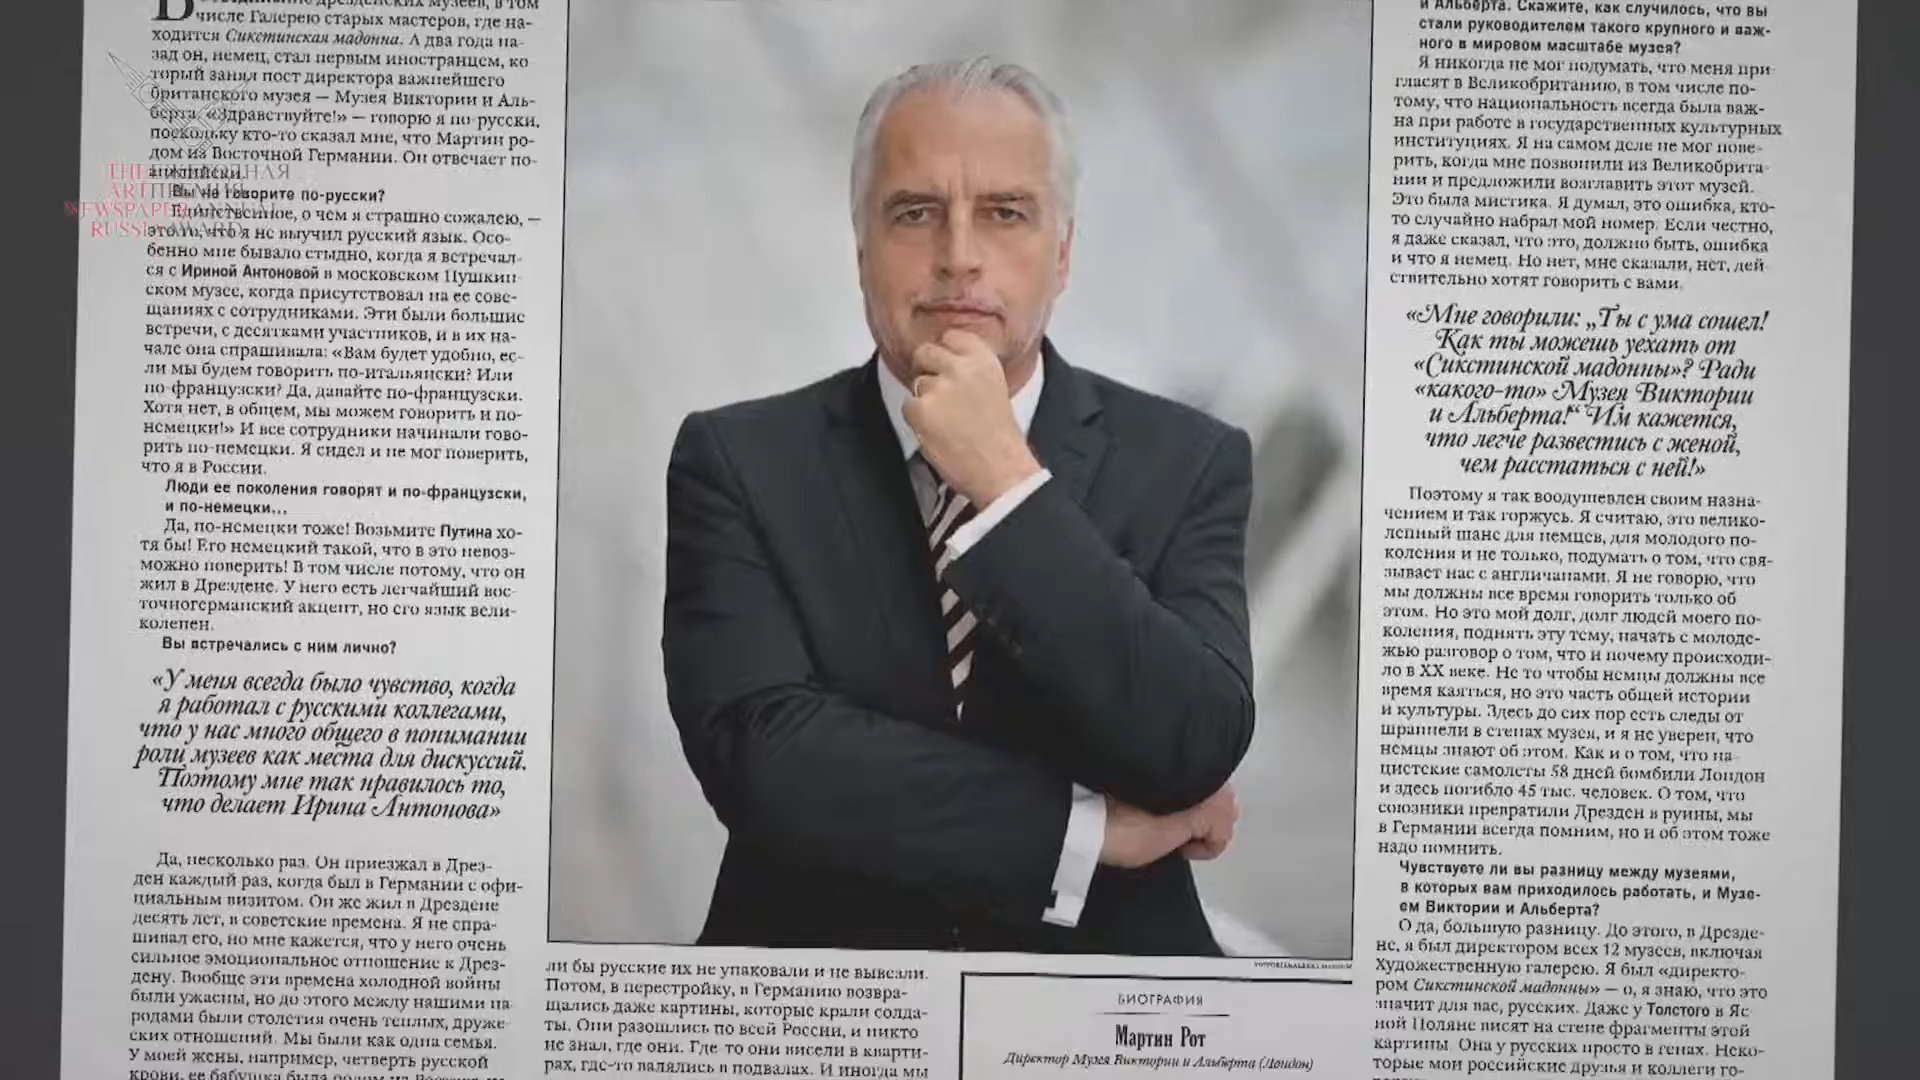 числе Галерею старых мастеров, где на-
ходится Сикстинская мадонна. А два года на-
зад он, немец, стал первым иностранцем, ко
торый занял пост директора важнейшего
британского музея — Музея Виктории и Аль-
берта. «Здравствуйте!» — говорю я по-русски,
поскольку кто-то сказал мне, что Мартин ро-
дом из Восточной Германии. Он отвечает по-
английски.
Вы не говорите по-русски?
Единственное, о чем я страшно сожалею, —
это то, что я не выучил русский язык. Осо-
бенно мне бывало стыдно, когда я встречал-
ся с Ириной Антоновой в московском Пушкин
ском музее, когда присутствовал на ее сове-
щаниях с сотрудниками. Эти были большие
встречи, с десятками участников, и в их на-
чале она спрашивала: «Вам будет удобно, ес-
ли мы будем говорить по-итальянски? Или
по-французски? Да, давайте по-французски.
Хотя нет, в общем, мы можем говорить и по-
немецки!» И все сотрудники начинали гово-
рить по-немецки. Я сидел и не мог поверить,
что я в России.
Люди ее поколения говорят и по-французски,
и по-немецки...
Да, по-немецки тоже! Возьмите Путина хо-
тя бы! Его немецкий такой, что в это невоз-
можно поверить! В том числе потому, что он
жил в Дрездене. У него есть легчайший вос-
точногерманский акцент, но его язык вели-
колепен.
Вы встречались с ним лично?
«У меня всегда было чувство, когда
я работал с русскими коллегами,
что у нас много общего в понимании
роли музеев как места для дискуссий.
Поэтому мне так нравилось то,
что делает Ирина Антонова»
Да, несколько раз. Он приезжал в Дрез-
ден каждый раз, когда был в Германии с офи-
циальным визитом. Он же жил в Дрездене
десять лет, в советские времена. Я не спра-
шивал его, но мне кажется, что у него очень
сильное эмоциональное отношение к Дрез-
дену. Вообще эти времена холодной войны
были ужасны, но до этого между нашими на
родами были столетия очень теплых, друже
ских отношений. Мы были как одна семья.
У моей жены, например, четверть русской
крови, ее бабушка была
THE ЕЖЕГОДНАЯ
ART ПРЕМИЯ
NEWSPAPER ANNUAL
RUSSIA AWARD
ли бы русские их не упаковали и не вывезли.
Потом, в перестройку, в Германию возвра-
щались даже картины, которые крали солда-
ты. Они разошлись по всей России, и никто
не знал, где они. Где-то они висели в кварти-
рах, где-то валялись в подвалах. И иногда мы
БИОГРАФИЯ
Мартин Рот
Директор Музея Виктории и Альберта (Лондон)
и Альберта. Скажите, как случилось, что вы
стали руководителем такого крупного и важ-
ного в мировом масштабе музея?
Я никогда не мог подумать, что меня при
гласят в Великобританию, в том числе по-
тому, что национальность всегда была важ-
на при работе в государственных культурных
институциях. Я на самом деле не мог пове-
рить, когда мне позвонили из Великобрита-
нии и предложили возглавить этот музей.
Это была мистика. Я думал, это ошибка, кто-
то случайно набрал мой номер. Если честно,
я даже сказал, что это, должно быть, ошибка
и что я немец. Но нет, мне сказали, нет, дей
ствительно хотят говорить с вами.
«Мне говорили: „Ты с ума сошел!
Как ты можешь уехать от
«Сикстинской мадонны»? Ради
«какого-то» Музея Виктории
и Альберта!“ Им кажется,
что легче развестись с женой,
чем расстаться с ней!»
Поэтому я так воодушевлен своим назна-
чением и так горжусь. Я считаю, это велико-
лепный шанс для немцев, для молодого по-
коления и не только, подумать о том, что свя-
зывает нас с англичанами. Я не говорю, что
мы должны все время говорить только об
этом. Но это мой долг, долг людей моего по-
коления, поднять эту тему, начать с молоде-
жью разговор о том, что и почему происходи-
ло в XX веке. Не то чтобы немцы должны все
время каяться, но это часть общей истории
и культуры. Здесь до сих пор есть следы от
шрапнели в стенах музея, и я не уверен, что
немцы знают об этом. Как и о том, что на
цистские самолеты 58 дней бомбили Лондон
и здесь погибло 45 тыс. человек. О том, что
союзники превратили Дрезден в руины, мы
в Германии всегда помним, но и об этом тоже
надо помнить.
Чувствуете ли вы разницу между музеями,
в которых вам приходилось работать, и Музе-
ем Виктории и Альберта?
О да, большую разницу. До этого, в Дрезде-
не, я был директором всех 12 музеев, включая
Художественную галерею. Я был «директо-
ром Сикстинской мадонны» — о, я знаю, что это
значит для вас, русских. Даже у Толстого в Яс
ной Поляне висят на стене фрагменты этой
картины. Она у русских просто в генах. Неко-
торые мои российские друзья и коллеги го-